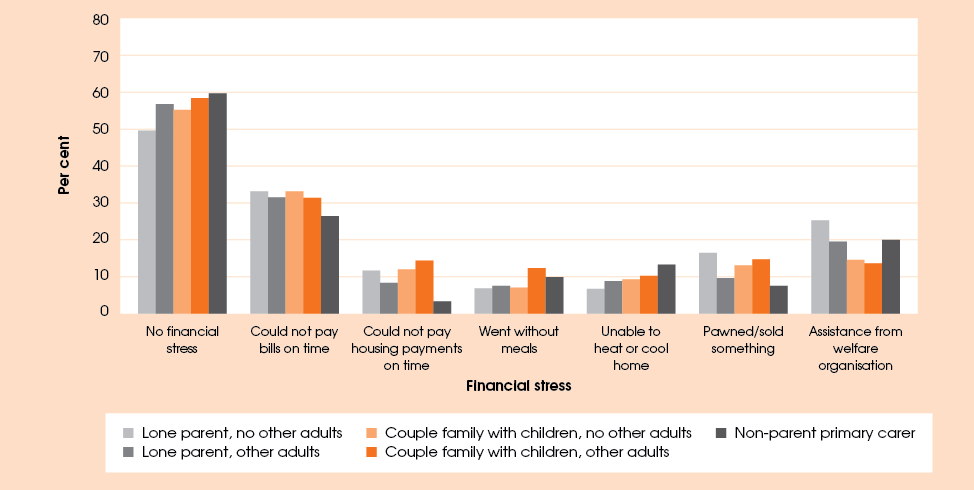 80
70
60
50
40
30
20
10
0
Per cent
No financial
stress
Could not pay
bills on time
Could not pay
housing payments
on time
Went without
meals
Unable to
heat or cool
home
Pawned/sold
something
Assistance from
welfare
organisation
Financial stress
Lone parent, no other adults
Lone parent, other adults
Couple family with children, no other adults
Couple family with children, other adults
Non-parent primary carer